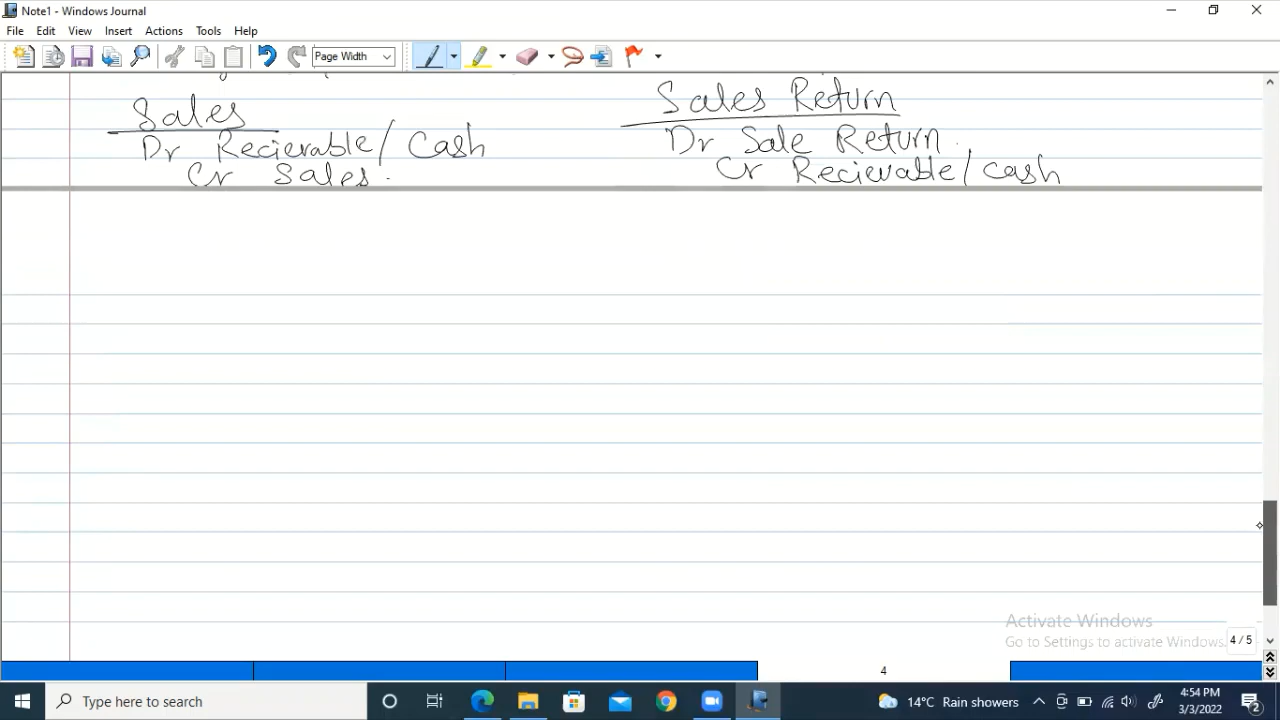 Note1 - Windows Journal
File Edit View Insert Actions Tools Help
Page Width
Sales
Dr Recievable / Cash
Cr Sales.
Sales Return
Dr Sale Return.
Cr Recievable / cash
Activate Windows
Go to Settings to activate Windows.
4 / 5
4
Type here to search
14°C Rain showers
4:54 PM
3/3/2022
2